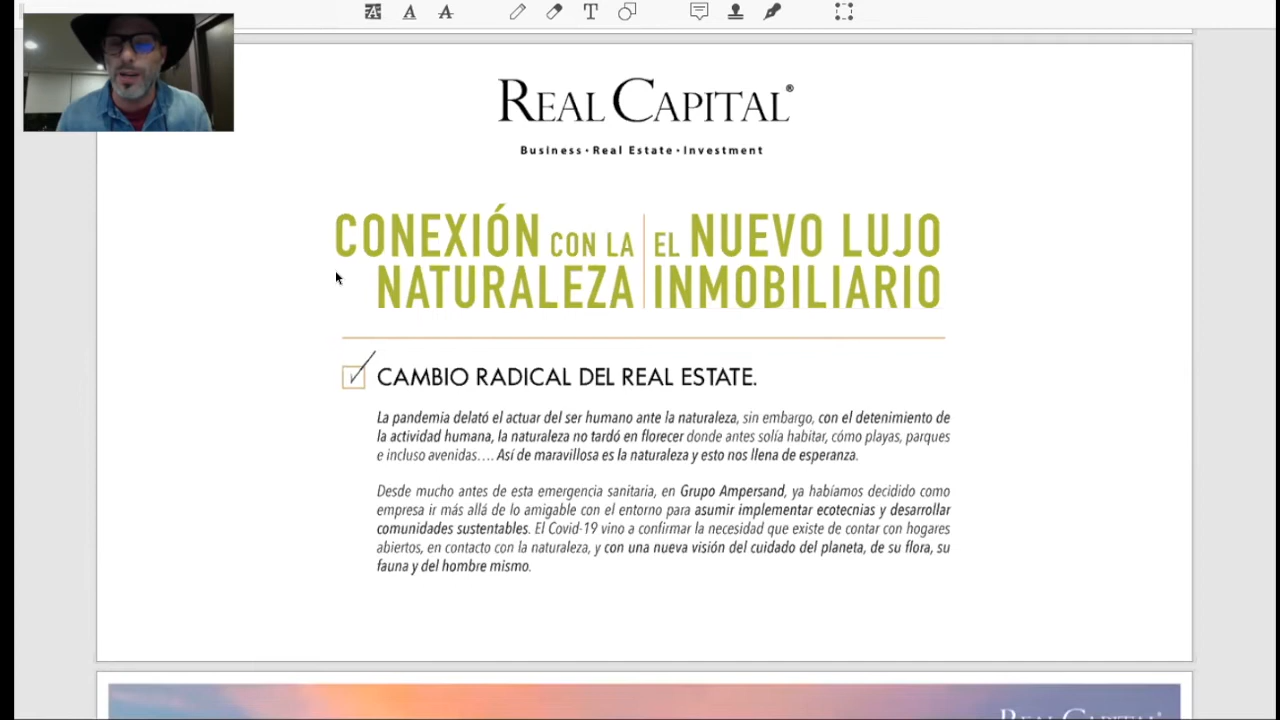 REAL CAPITAL®
Business · Real Estate · Investment
CONEXIÓN CON LA
NATURALEZA
EL NUEVO LUJO
INMOBILIARIO
CAMBIO RADICAL DEL REAL ESTATE.
La pandemia delató el actuar del ser humano ante la naturaleza, sin embargo, con el detenimiento de
la actividad humana, la naturaleza no tardó en florecer donde antes solía habitar, cómo playas, parques
e incluso avenidas…. Así de maravillosa es la naturaleza y esto nos llena de esperanza.
Desde mucho antes de esta emergencia sanitaria, en Grupo Ampersand, ya habíamos decidido como
empresa ir más allá de lo amigable con el entorno para asumir implementar ecotecnias y desarrollar
comunidades sustentables. El Covid-19 vino a confirmar la necesidad que existe de contar con hogares
abiertos, en contacto con la naturaleza, y con una nueva visión del cuidado del planeta, de su flora, su
fauna y del hombre mismo.
REAL CAPITAL®